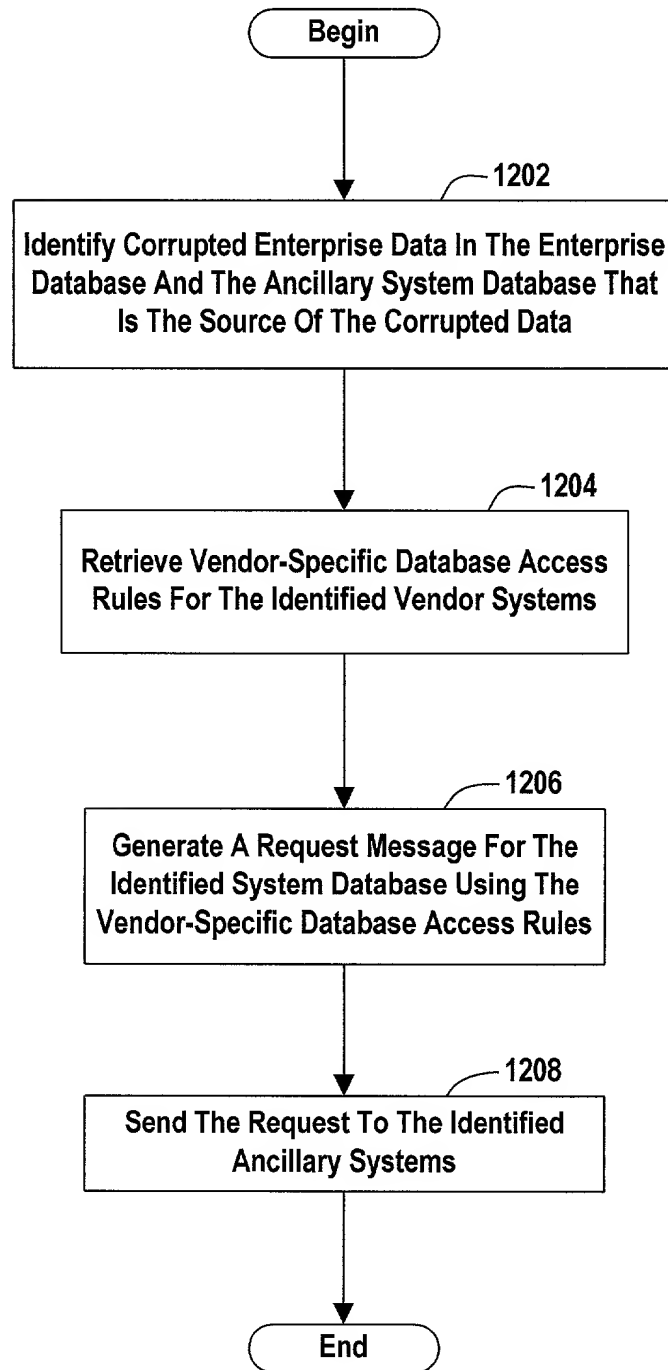 Begin
1202
Identify Corrupted Enterprise Data In The Enterprise
Database And The Ancillary System Database That
Is The Source Of The Corrupted Data
1204
Retrieve Vendor-Specific Database Access
Rules For The Identified Vendor Systems
1206
Generate A Request Message For The
Identified System Database Using The
Vendor-Specific Database Access Rules
1208
Send The Request To The Identified
Ancillary Systems
End